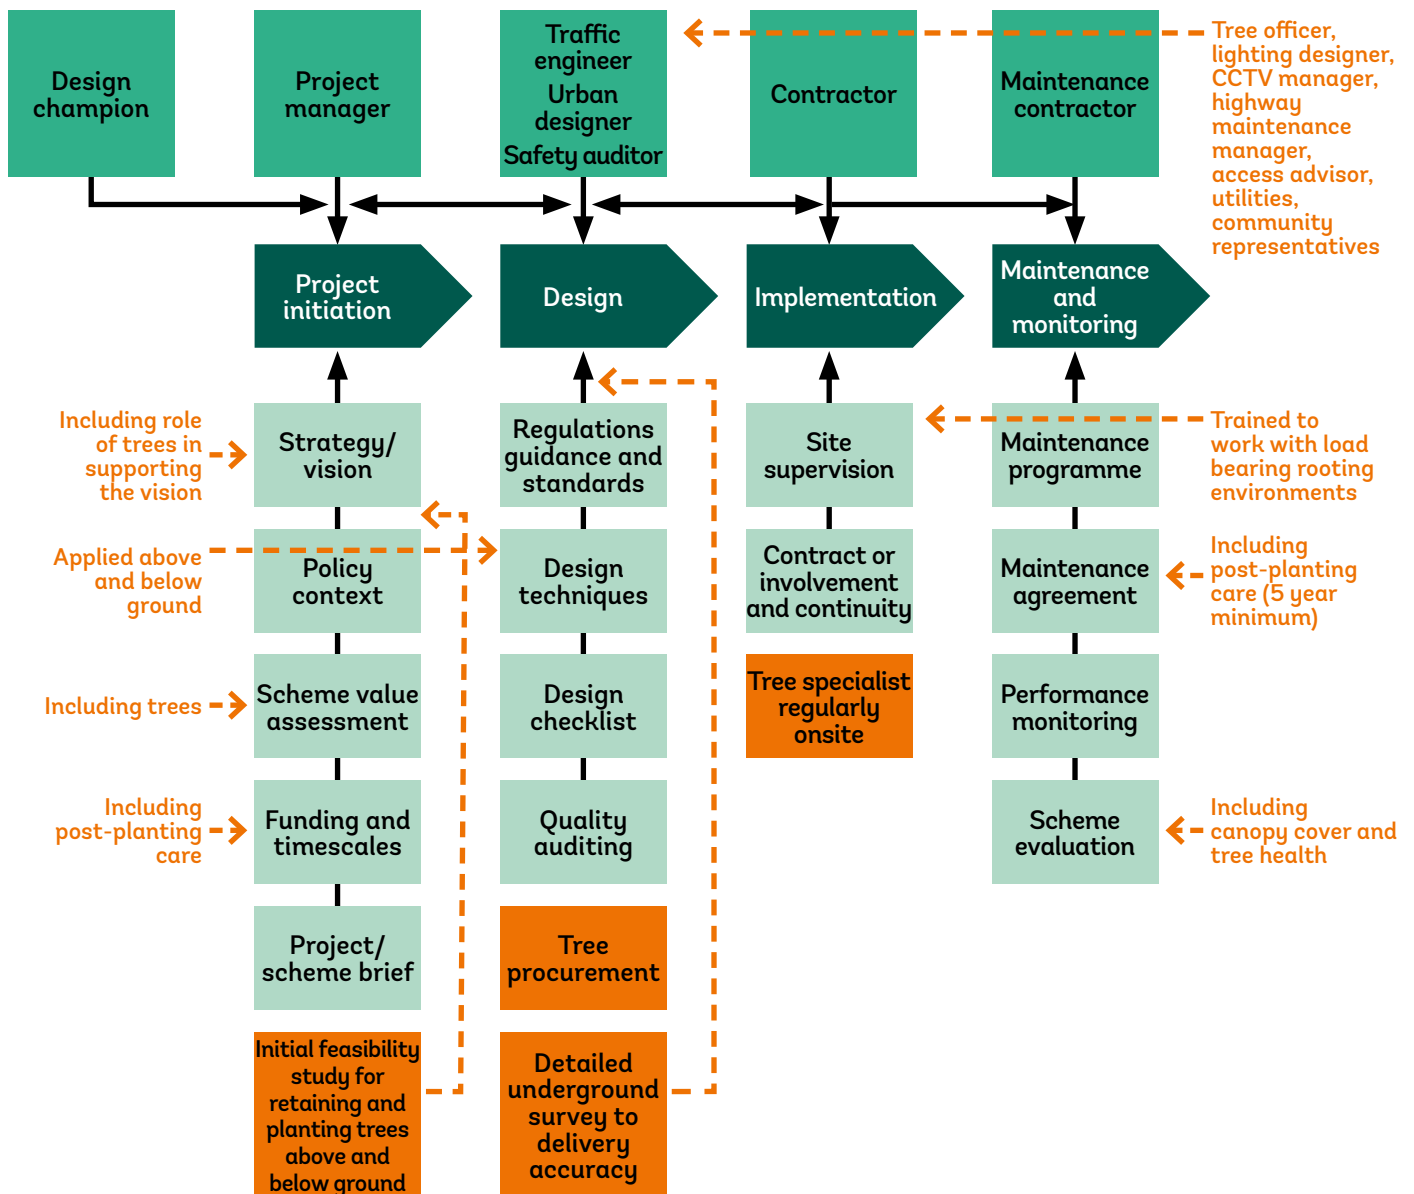 Design
champion
Project
manager
Traffic
engineer
Urban
designer
Safety auditor
Contractor
Maintenance
contractor
Tree officer,
lighting designer,
CCTV manager,
highway
maintenance
manager,
access advisor,
utilities,
community
representatives
Project
initiation
Design
Implementation
Maintenance
and
monitoring
Including role
of trees in
supporting
the vision
Strategy/
vision
Regulations
guidance and
standards
Site
supervision
Maintenance
programme
Trained to
work with load
bearing rooting
environments
Applied above
and below
ground
Policy
context
Design
techniques
Contract or
involvement
and continuity
Maintenance
agreement
Including
post-planting
care (5 year
minimum)
Including trees
Scheme value
assessment
Design
checklist
Tree specialist
regularly
onsite
Performance
monitoring
Including
post-planting
care
Funding and
timescales
Quality
auditing
Scheme
evaluation
Including
canopy cover and
tree health
Project/
scheme brief
Tree
procurement
Initial feasibility
study for
retaining and
planting trees
above and
below ground
Detailed
underground
survey to
delivery
accuracy